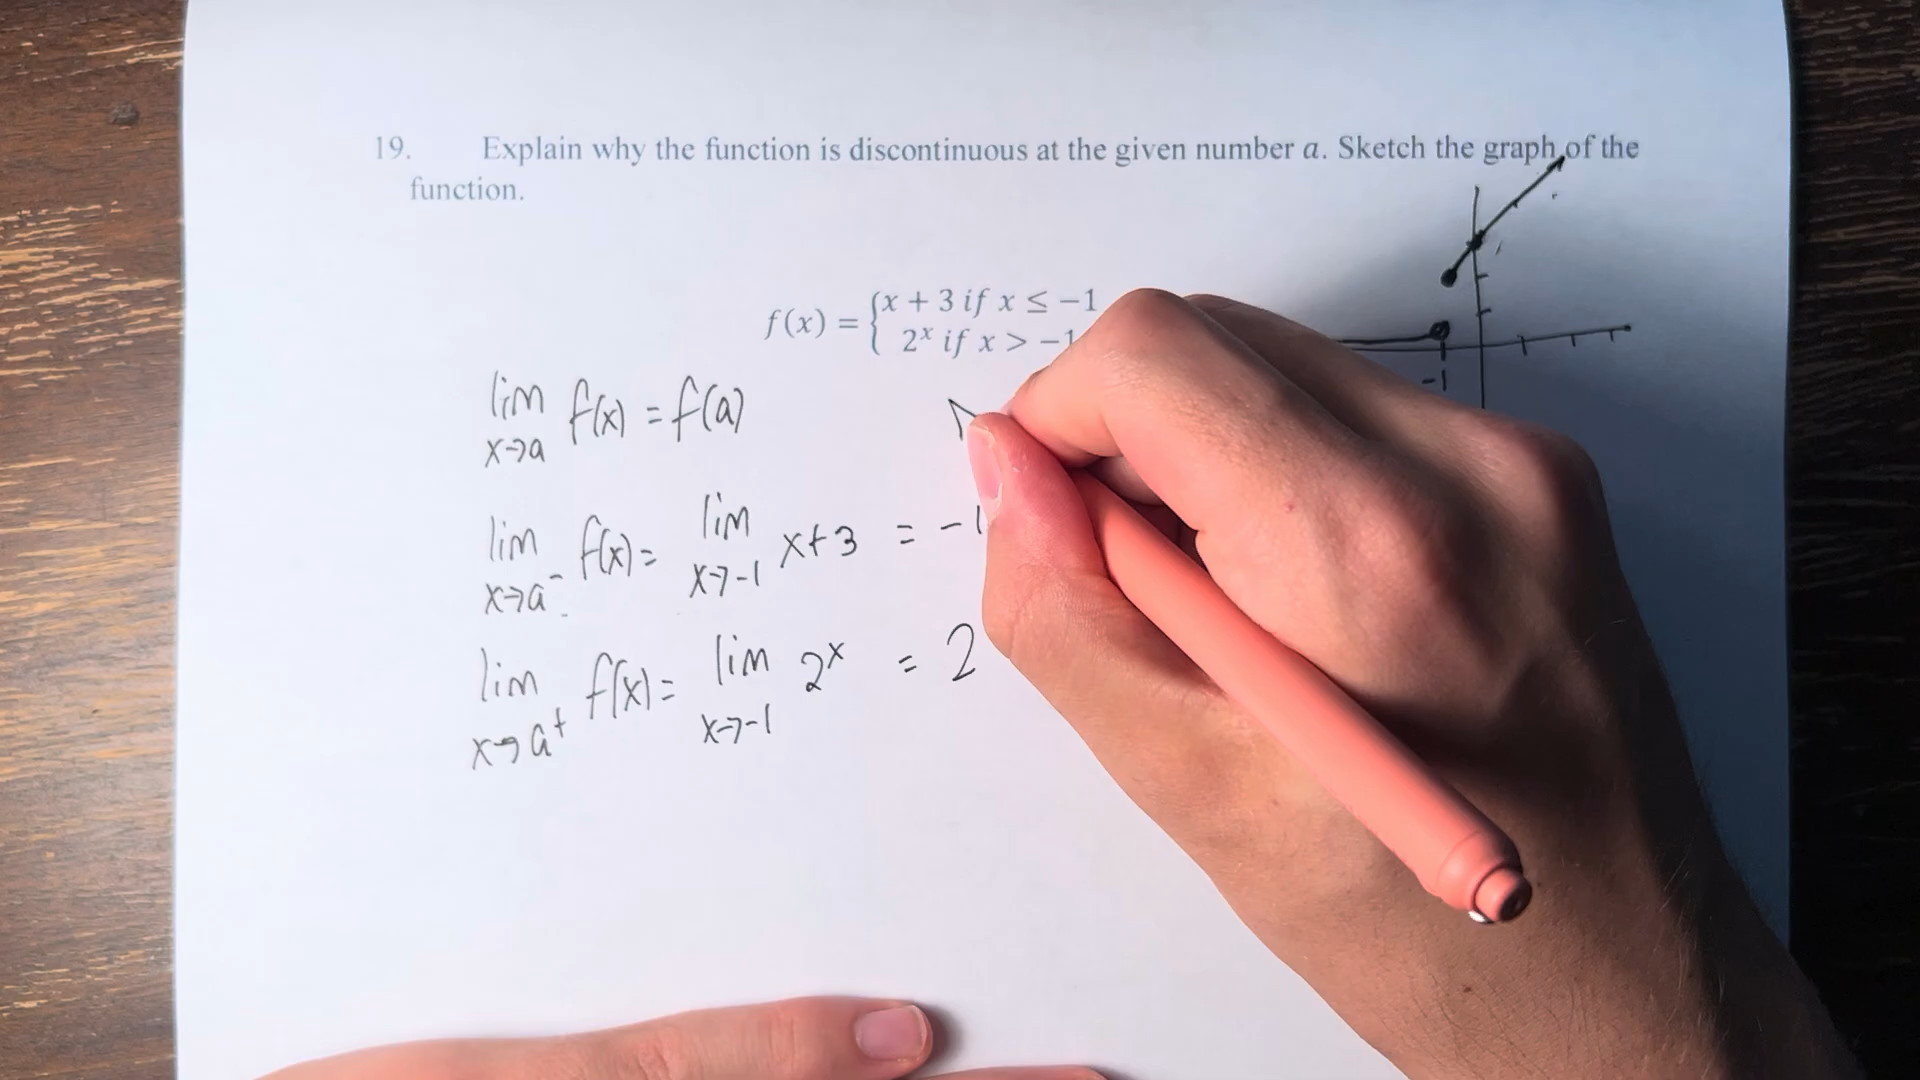 19. Explain why the function is discontinuous at the given number a. Sketch the graph of the
function.
f(x) = { x + 3 if x ≤ −1
2^x if x > −1
lim f(x) = f(a)
x→a
lim f(x) = lim x+3 = -1
x→a⁻ x→-1
lim f(x) = lim 2^x = 2
x→a⁺ x→-1
-1